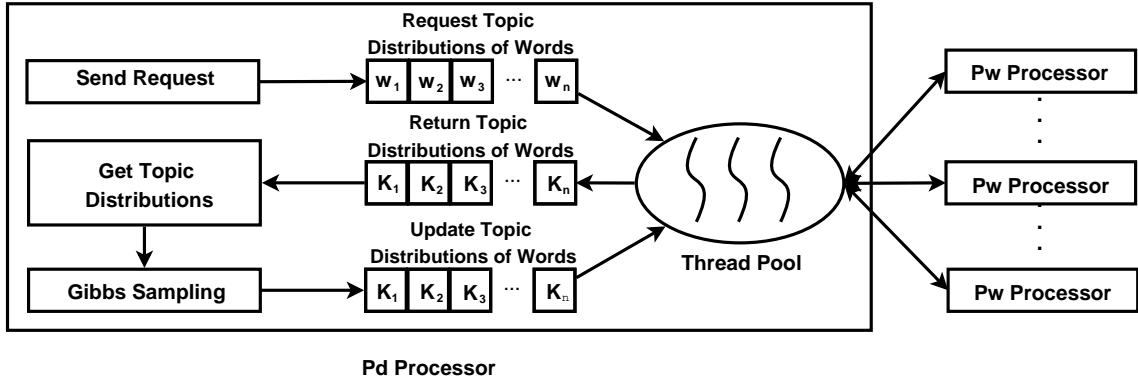 Request Topic
Distributions of Words
Send Request
w1 w2 w3 ... wn
Return Topic
Distributions of Words
Get Topic
Distributions
K1 K2 K3 ... Kn
Update Topic
Distributions of Words
Gibbs Sampling
K1 K2 K3 ... Kn
Thread Pool
Pw Processor
Pw Processor
Pw Processor
Pd Processor